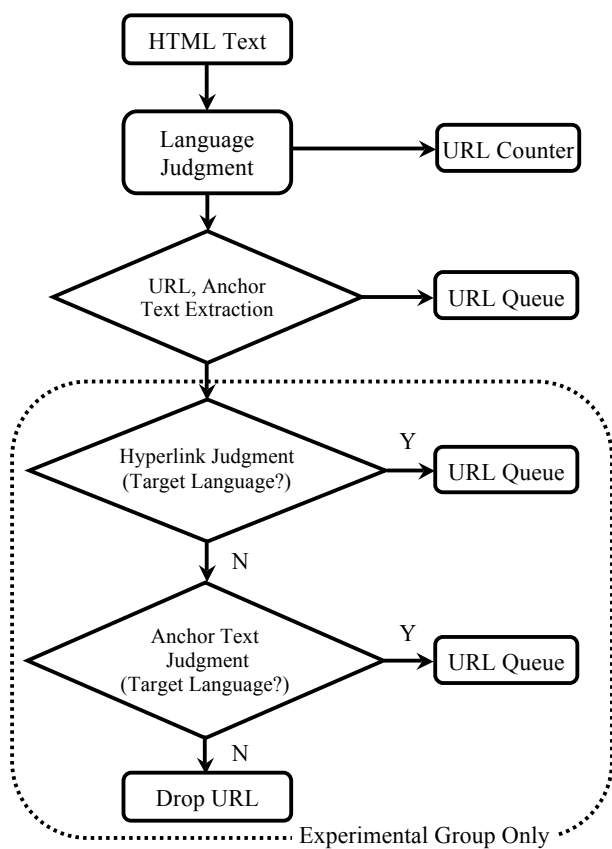 HTML Text
Language
Judgment
URL Counter
URL, Anchor
Text Extraction
URL Queue
Hyperlink Judgment
(Target Language?)
Y
URL Queue
N
Anchor Text
Judgment
(Target Language?)
Y
URL Queue
N
Drop URL
Experimental Group Only